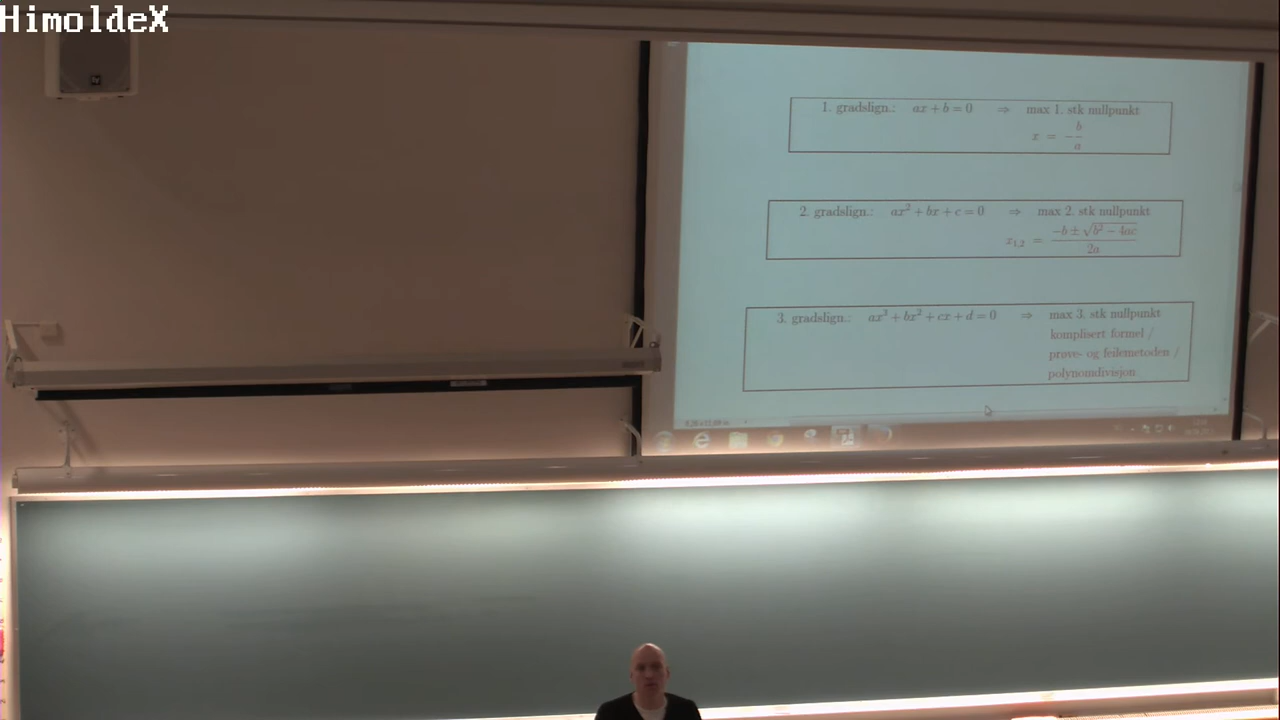 HimoldeX
1. gradslign.: ax + b = 0 ⇒ max 1. stk nullpunkt
x = −b/a
2. gradslign.: ax² + bx + c = 0 ⇒ max 2. stk nullpunkt
x₁,₂ = (−b ± √(b² − 4ac))/2a
3. gradslign.: ax³ + bx² + cx + d = 0 ⇒ max 3. stk nullpunkt
komplisert formel /
prøve- og feilemetoden /
polynomdivisjon